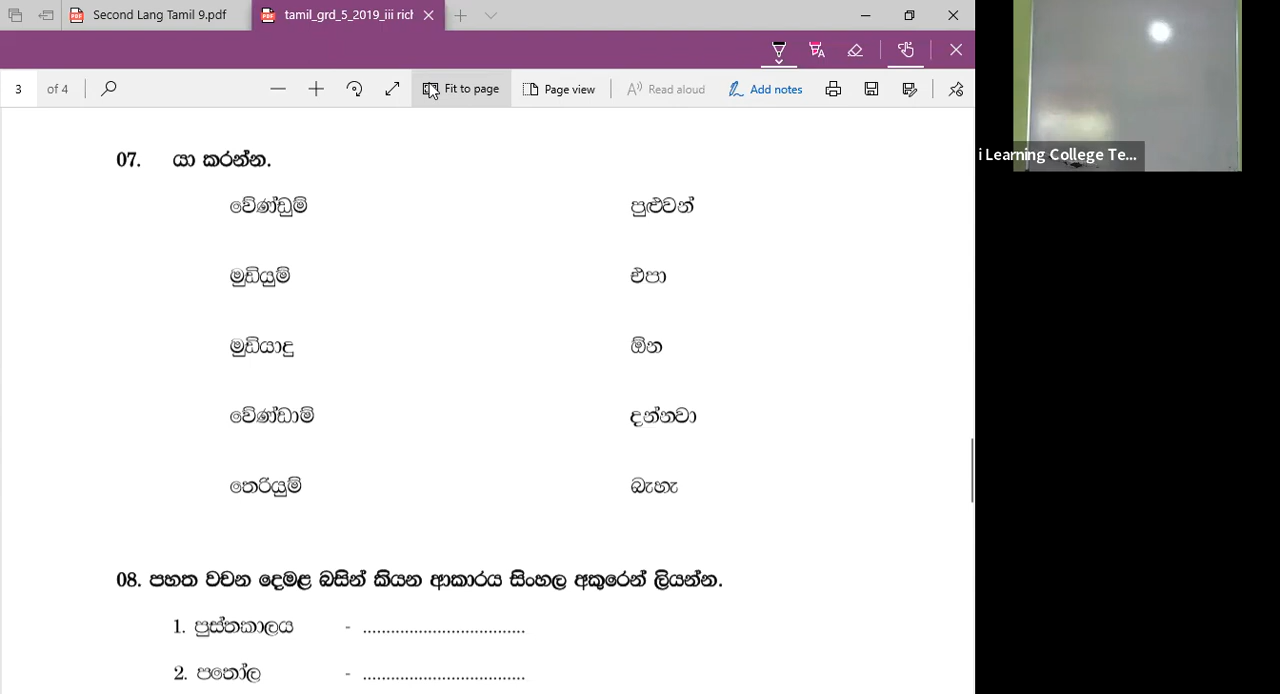 Second Lang Tamil 9.pdf tamil_grd_5_2019_iii rich
3 of 4 Fit to page Page view Read aloud Add notes
i Learning College Te...
07. යා කරන්න.
වේණ්ඩුම් පුළුවන්
මුඩියුම් එපා
මුඩියාදු ඕන
වේණ්ඩාම් දන්නවා
තෙරියුම් බැහැ
08. පහත වචන දෙමළ බසින් කියන ආකාරය සිංහල අකුරෙන් ලියන්න.
1. පුස්තකාලය - ..................................
2. පතෝල - ..................................